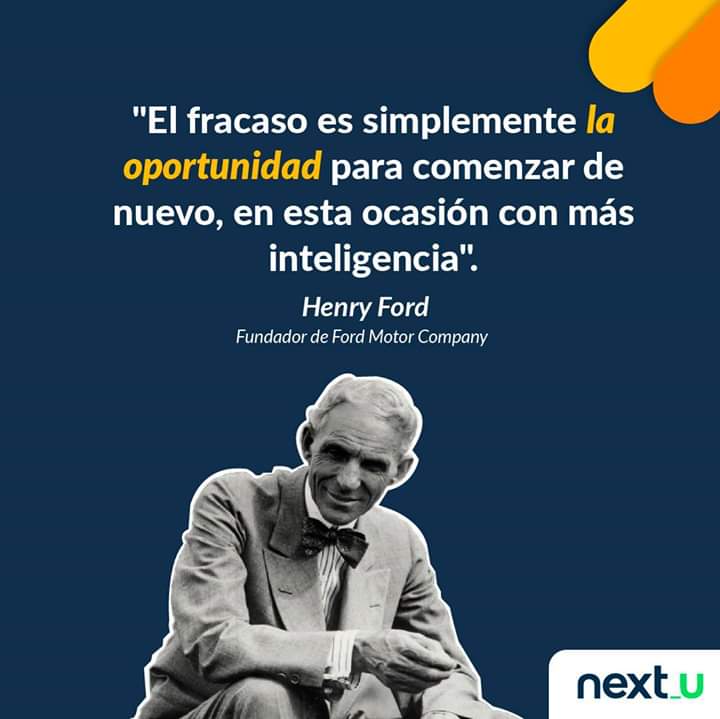 "El fracaso es simplemente la
oportunidad para comenzar de
nuevo, en esta ocasión con más
inteligencia".
Henry Ford
Fundador de Ford Motor Company
next_u